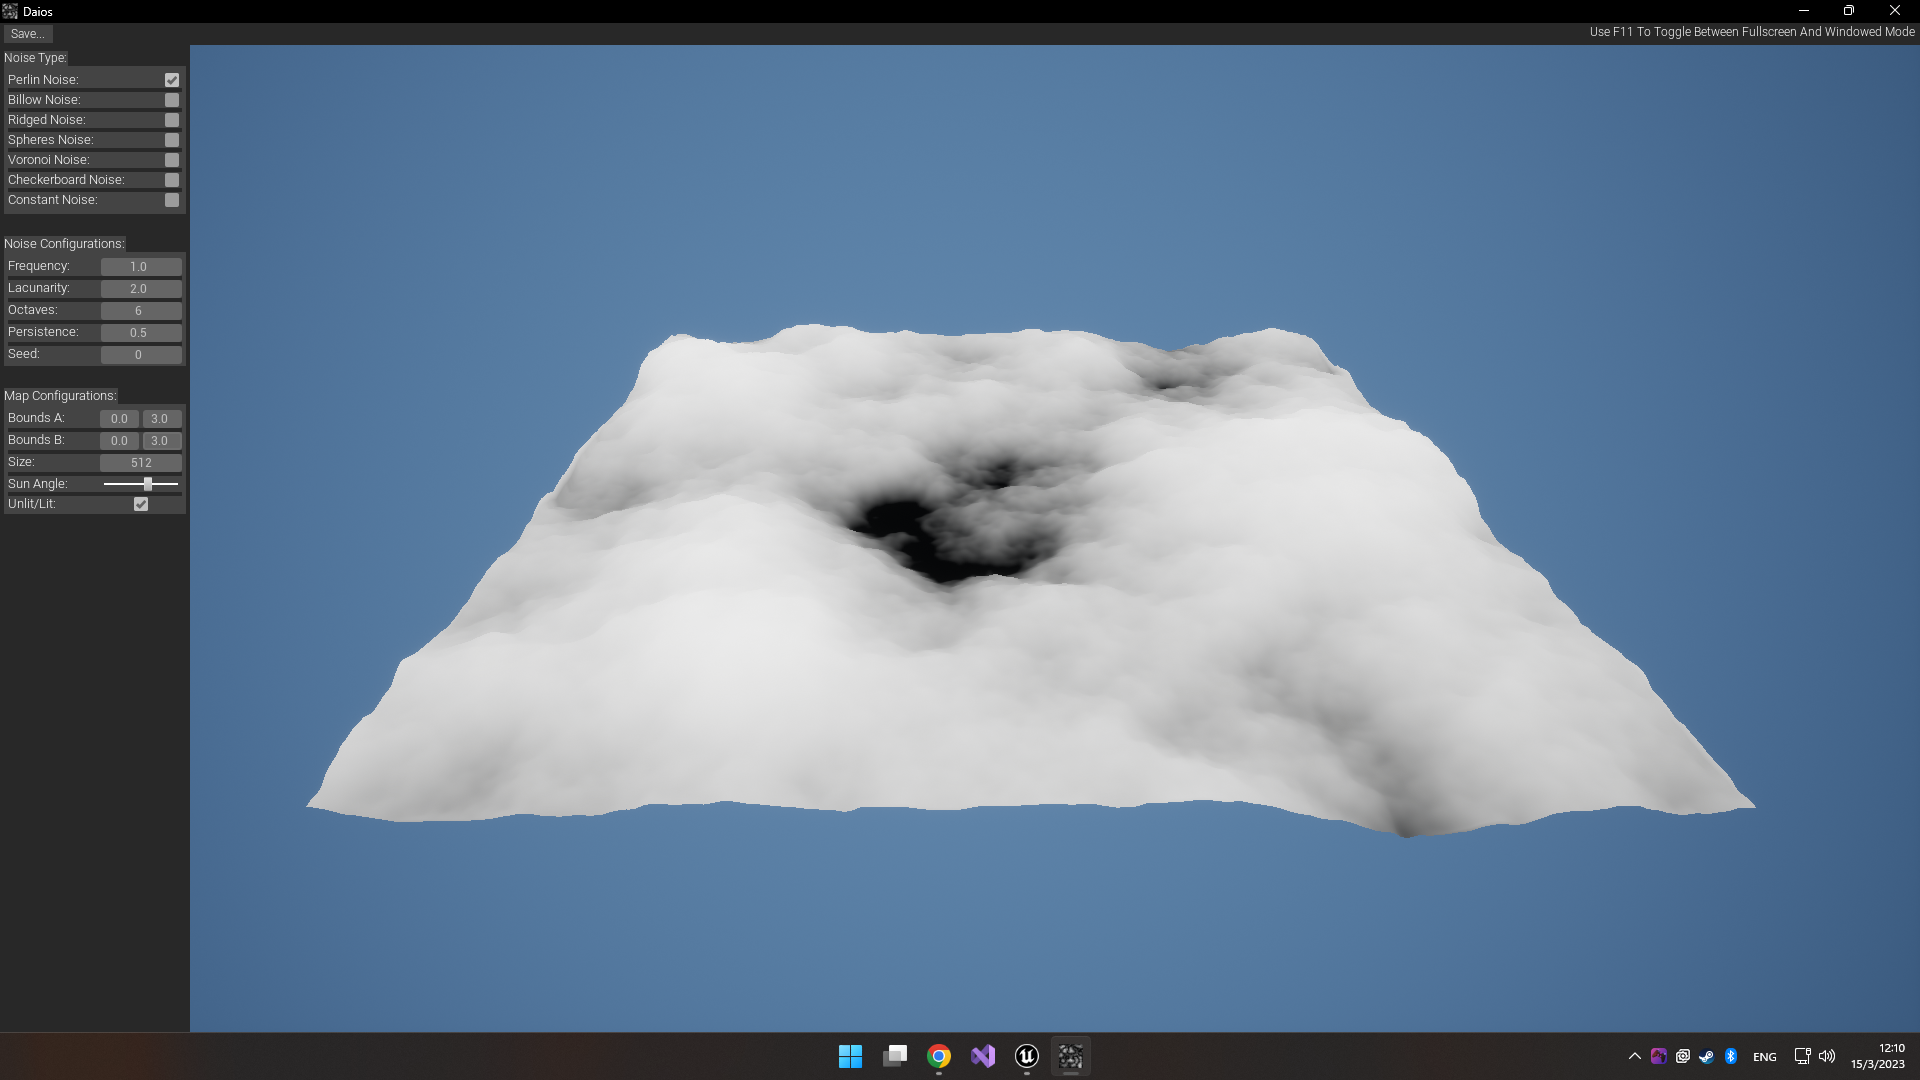 Daios
Save...
Use F11 To Toggle Between Fullscreen And Windowed Mode
Noise Type:
Perlin Noise:
Billow Noise:
Ridged Noise:
Spheres Noise:
Voronoi Noise:
Checkerboard Noise:
Constant Noise:
Noise Configurations:
Frequency: 1.0
Lacunarity: 2.0
Octaves: 6
Persistence: 0.5
Seed: 0
Map Configurations:
Bounds A: 0.0 3.0
Bounds B: 0.0 3.0
Size: 512
Sun Angle:
Unlit/Lit:
ENG
12:10
15/3/2023